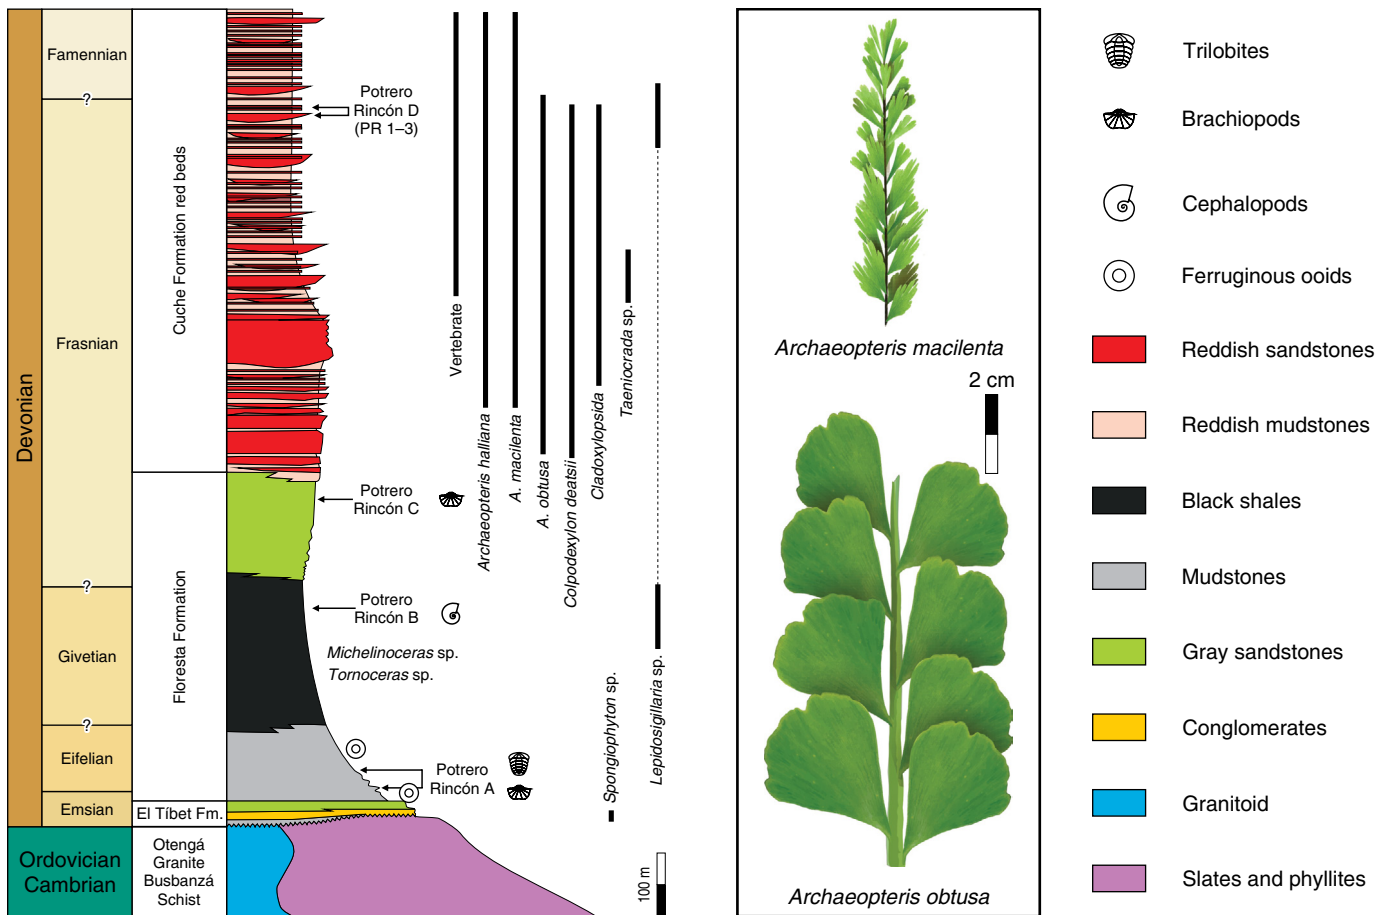 Devonian
Ordovician
Cambrian
Famennian
?
Frasnian
?
Givetian
?
Eifelian
Emsian
Cuche Formation red beds
Floresta Formation
El Tíbet Fm.
Otengá
Granite
Busbanzá
Schist
Potrero
Rincón D
(PR 1–3)
Potrero
Rincón C
Potrero
Rincón B
Michelinoceras sp.
Tornoceras sp.
Potrero
Rincón A
Vertebrate
Archaeopteris halliana
A. macilenta
A. obtusa
Colpodexylon deatsii
Cladoxylopsida
Taeniocrada sp.
Spongiophyton sp.
Lepidosigillaria sp.
100 m
Archaeopteris macilenta
2 cm
Archaeopteris obtusa
Trilobites
Brachiopods
Cephalopods
Ferruginous ooids
Reddish sandstones
Reddish mudstones
Black shales
Mudstones
Gray sandstones
Conglomerates
Granitoid
Slates and phyllites